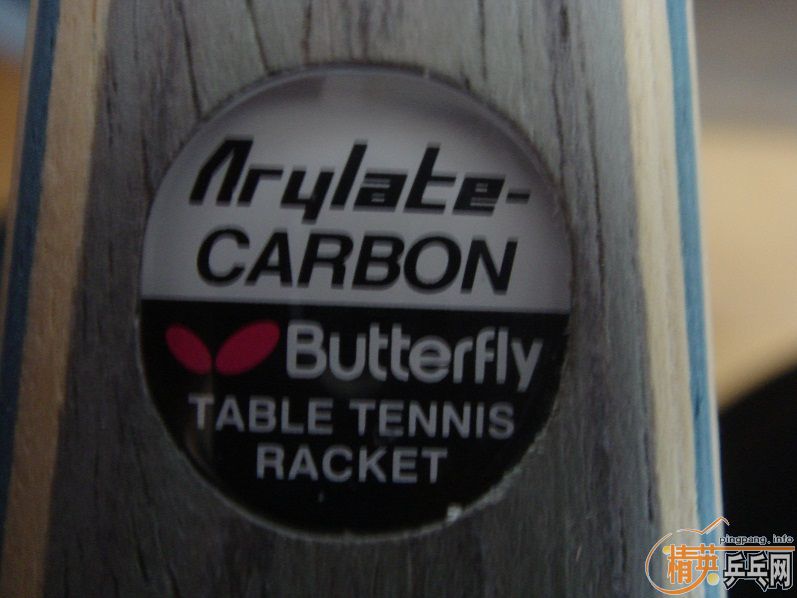 Arylate-
CARBON
Butterfly
TABLE TENNIS
RACKET
pingpang.info
精英乒乓网